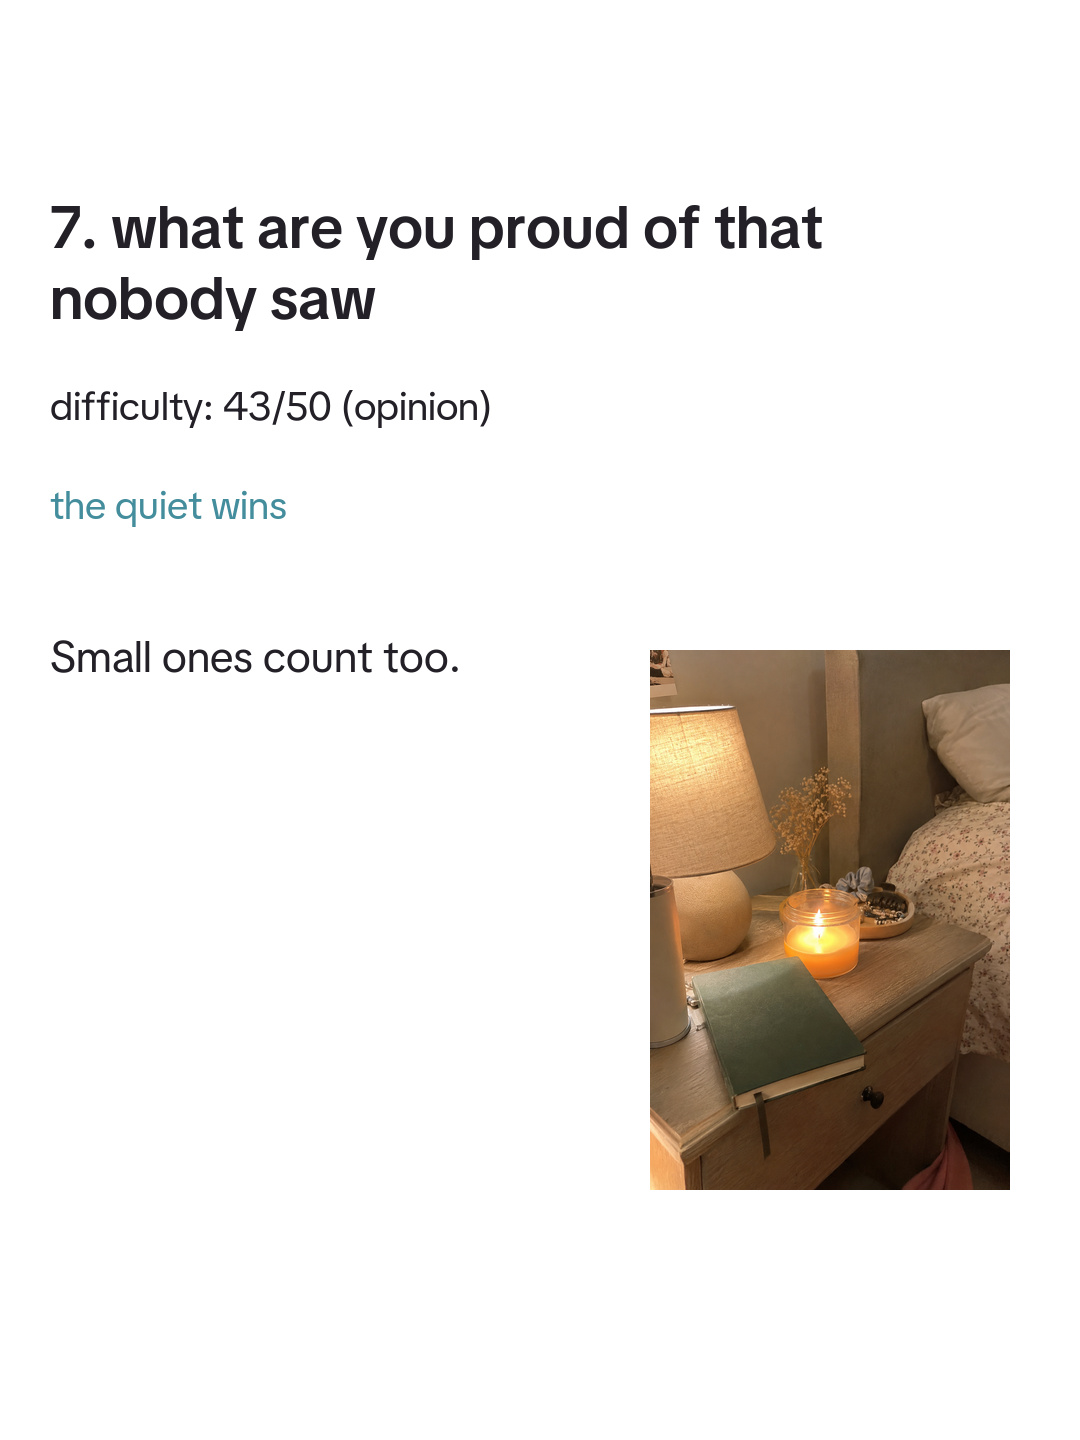 7. what are you proud of that
nobody saw
difficulty: 43/50 (opinion)
the quiet wins
Small ones count too.